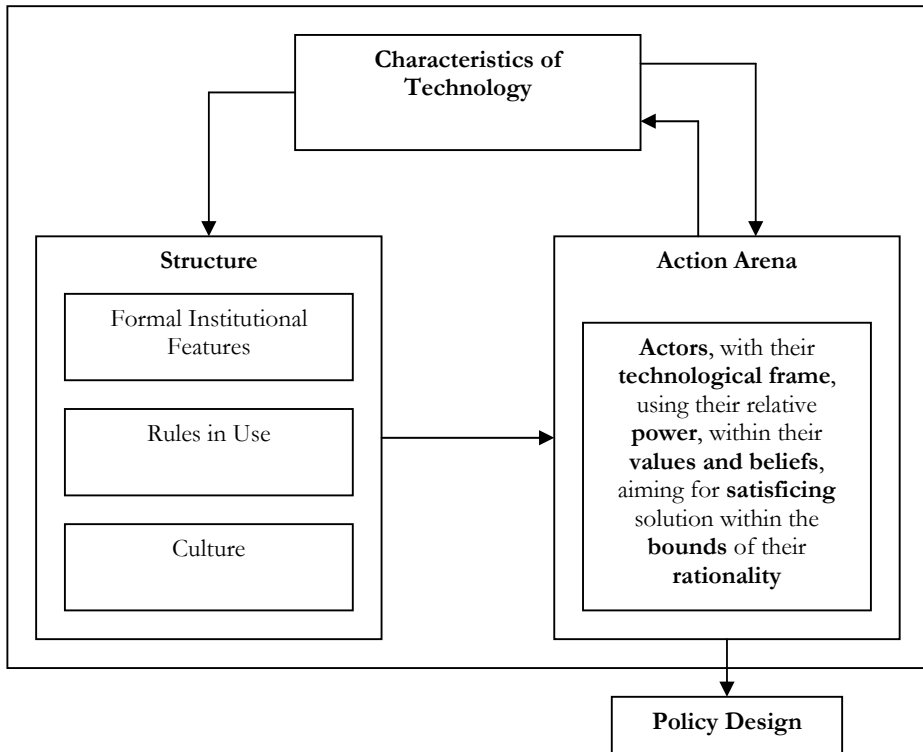 Characteristics of
Technology
Structure
Formal Institutional
Features
Rules in Use
Culture
Action Arena
Actors, with their
technological frame,
using their relative
power, within their
values and beliefs,
aiming for satisficing
solution within the
bounds of their
rationality
Policy Design